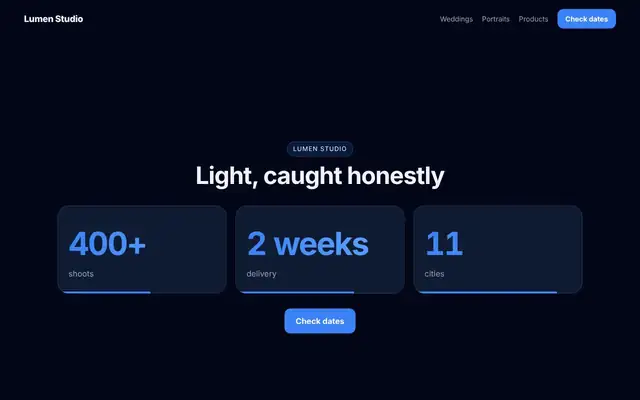 Lumen Studio
Weddings Portraits Products Check dates
LUMEN STUDIO
Light, caught honestly
400+ 2 weeks 11
shoots delivery cities
Check dates